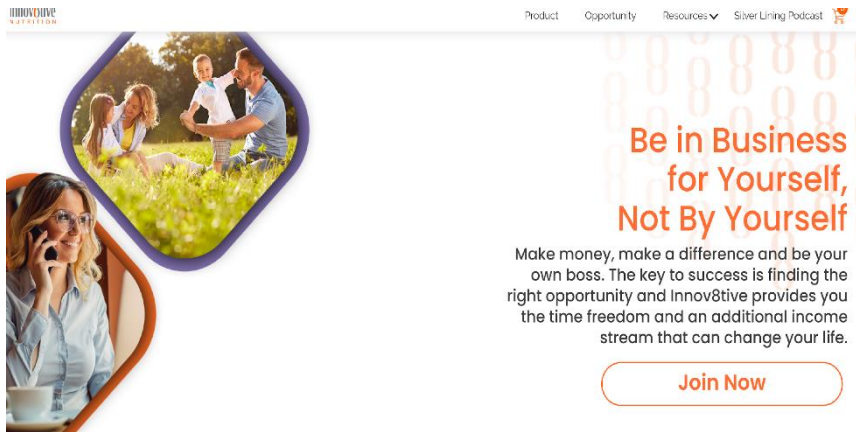 Innov8tive
NUTRITION
Product Opportunity Resources Silver Lining Podcast
Be in Business
for Yourself,
Not By Yourself
Make money, make a difference and be your
own boss. The key to success is finding the
right opportunity and Innov8tive provides you
the time freedom and an additional income
stream that can change your life.
Join Now